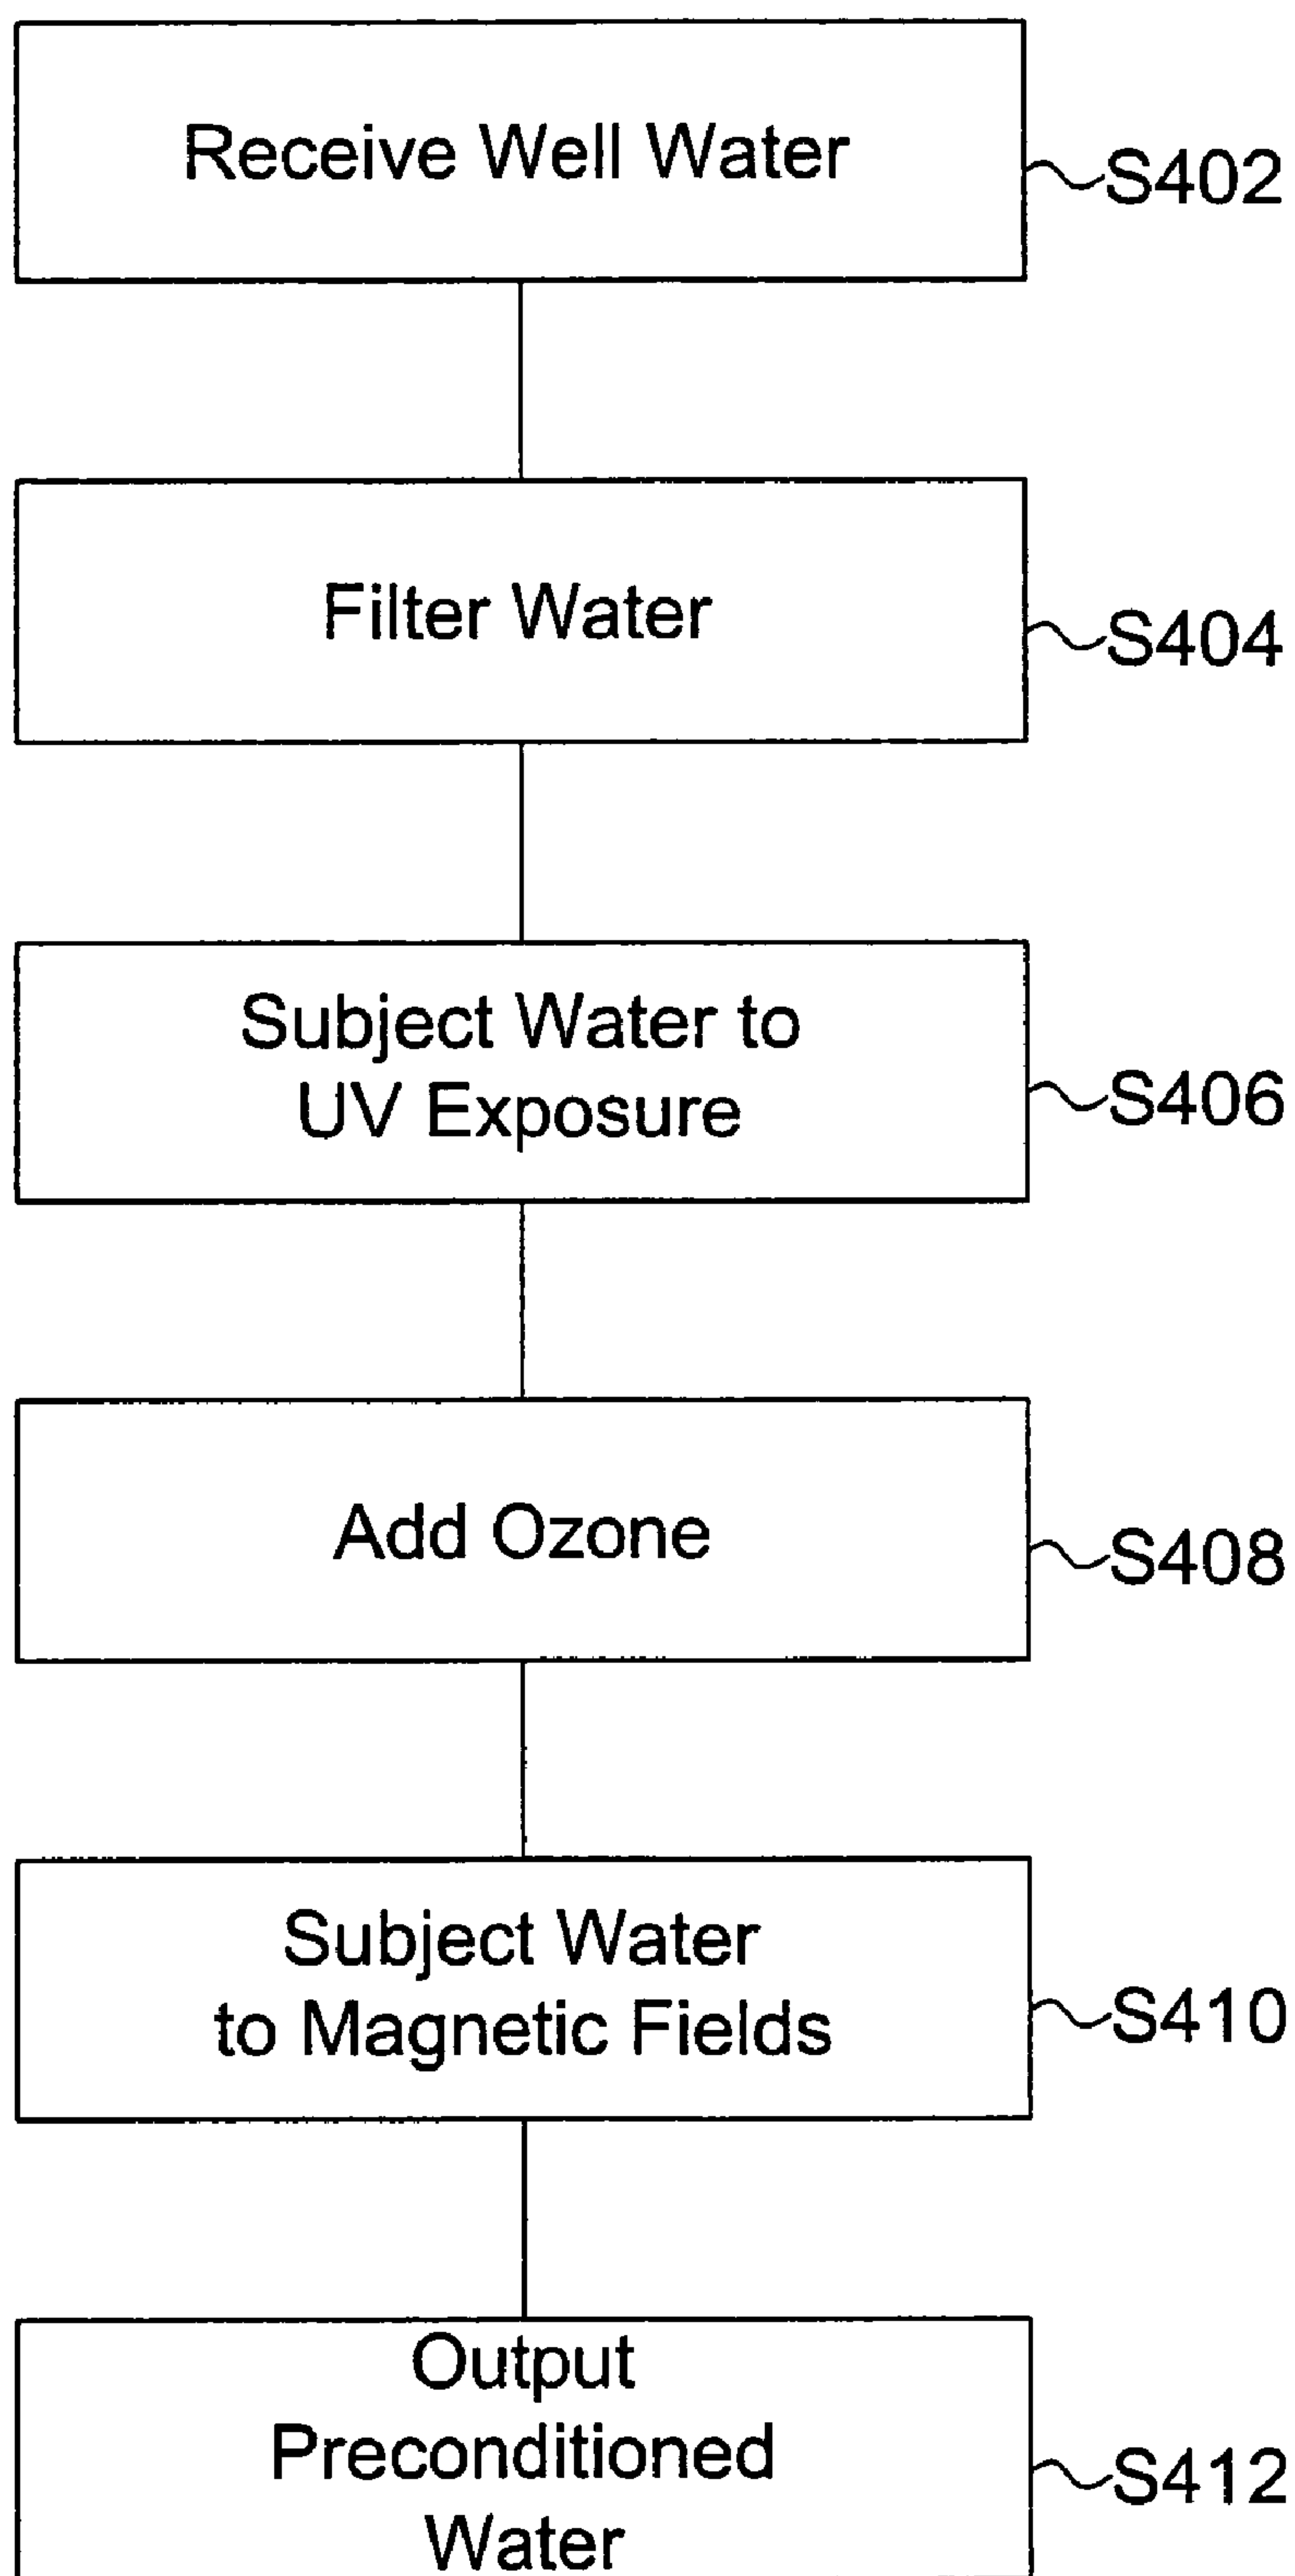 Receive Well Water
S402
Filter Water
S404
Subject Water to
UV Exposure
S406
Add Ozone
S408
Subject Water
to Magnetic Fields
S410
Output
Preconditioned
Water
S412